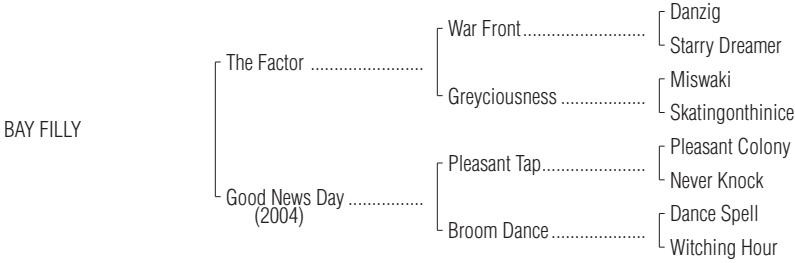 Danzig
War Front........................
Starry Dreamer
The Factor ......................
Miswaki
Greyciousness .................
Skatingonthinice
BAY FILLY
Pleasant Colony
Pleasant Tap.....................
Never Knock
Good News Day ...............
(2004)
Dance Spell
Broom Dance...................
Witching Hour